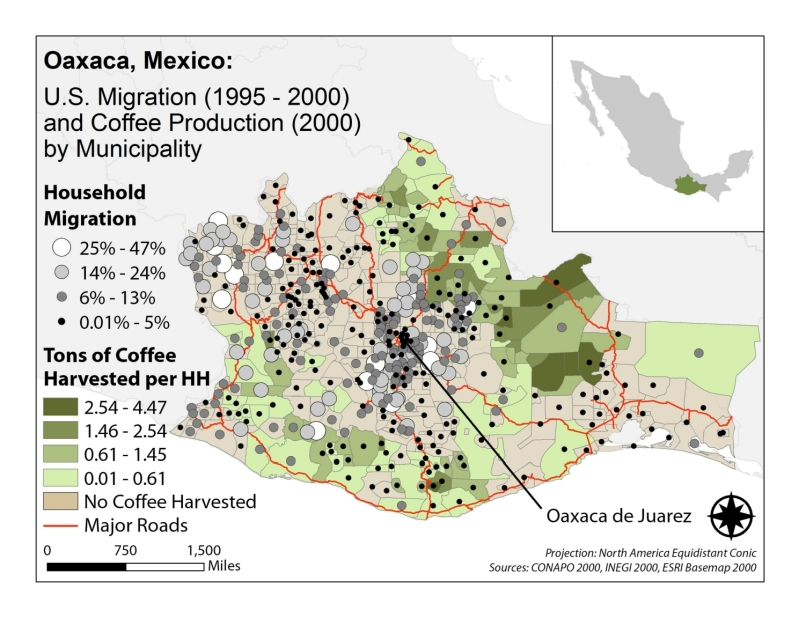 Oaxaca, Mexico:
U.S. Migration (1995 - 2000)
and Coffee Production (2000)
by Municipality
Household
Migration
25% - 47%
14% - 24%
6% - 13%
0.01% - 5%
Tons of Coffee
Harvested per HH
2.54 - 4.47
1.46 - 2.54
0.61 - 1.45
0.01 - 0.61
No Coffee Harvested
Major Roads
0 750 1,500
Miles
Oaxaca de Juarez
Projection: North America Equidistant Conic
Sources: CONAPO 2000, INEGI 2000, ESRI Basemap 2000